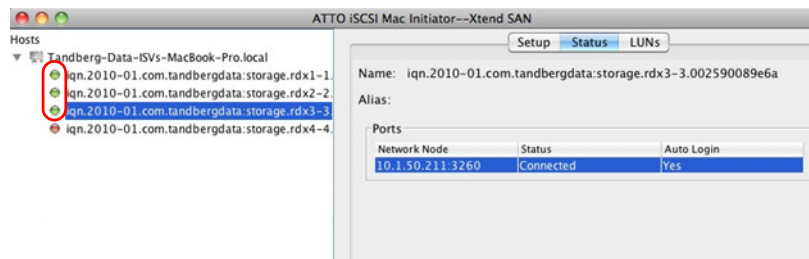 ATTO iSCSI Mac Initiator--Xtend SAN
Hosts
Tandberg-Data-ISVs-MacBook-Pro.local
iqn.2010-01.com.tandbergdata:storage.rdx1-1.
iqn.2010-01.com.tandbergdata:storage.rdx2-2.
iqn.2010-01.com.tandbergdata:storage.rdx3-3.
iqn.2010-01.com.tandbergdata:storage.rdx4-4.
Setup Status LUNs
Name: iqn.2010-01.com.tandbergdata:storage.rdx3-3.002590089e6a
Alias:
Ports
Network Node Status Auto Login
10.1.50.211:3260 Connected Yes